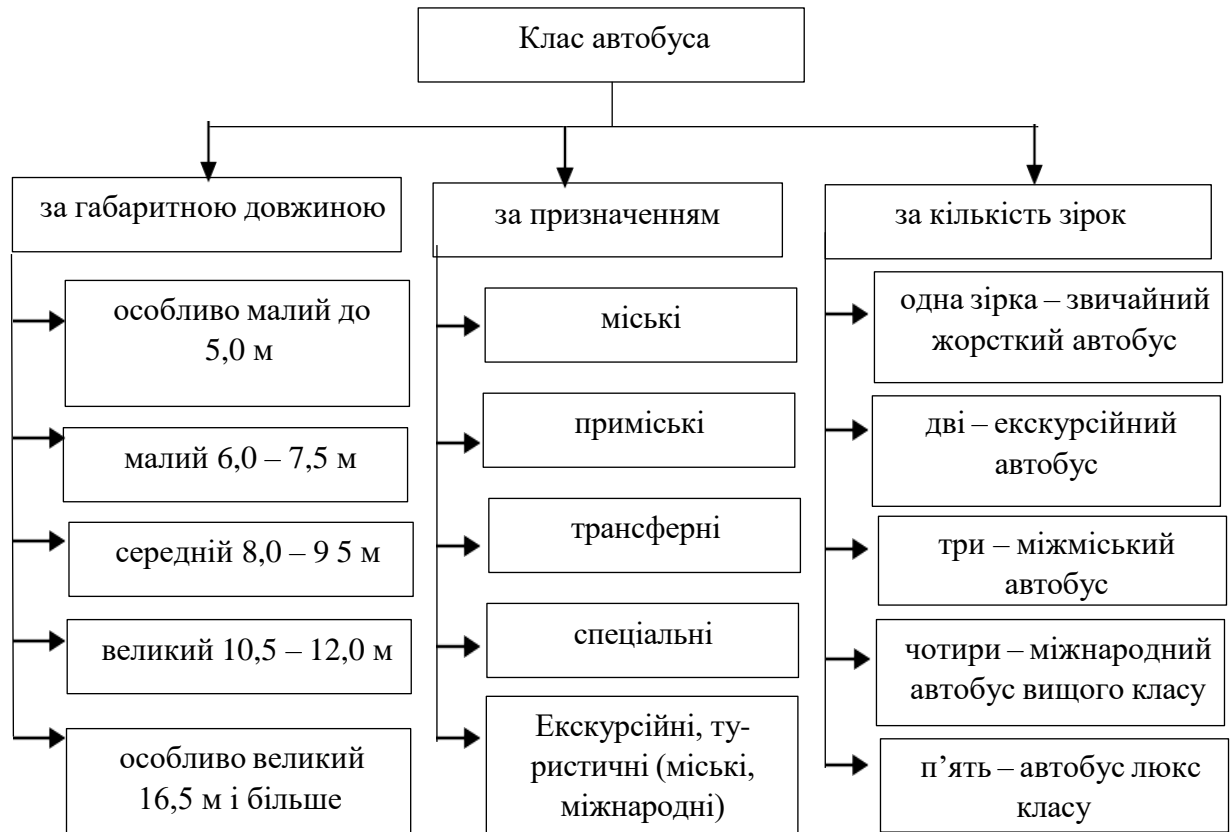 Клас автобуса
за габаритною довжиною
особливо малий до
5,0 м
малий 6,0 – 7,5 м
середній 8,0 – 9 5 м
великий 10,5 – 12,0 м
особливо великий
16,5 м і більше
за призначенням
міські
приміські
трансферні
спеціальні
Екскурсійні, ту-
ристичні (міські,
міжнародні)
за кількість зірок
одна зірка – звичайний
жорсткий автобус
дві – екскурсійний
автобус
три – міжміський
автобус
чотири – міжнародний
автобус вищого класу
п’ять – автобус люкс
класу